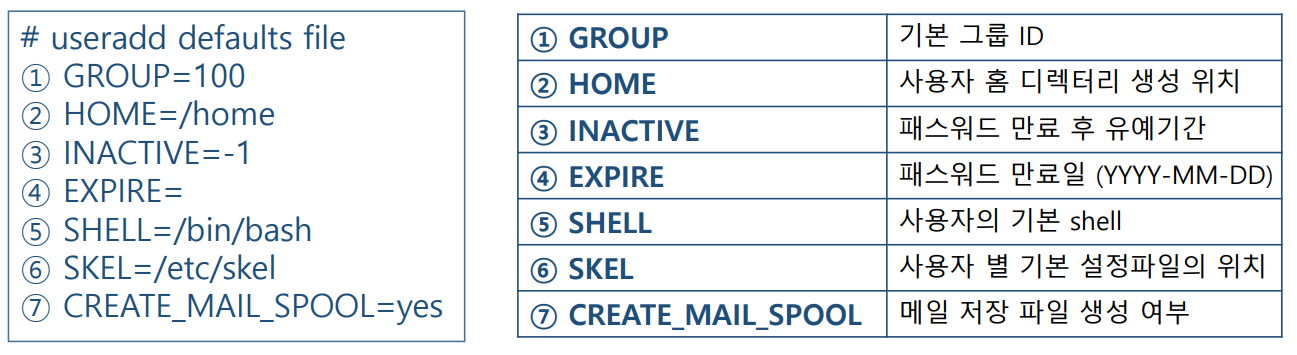 # useradd defaults file
① GROUP=100
② HOME=/home
③ INACTIVE=-1
④ EXPIRE=
⑤ SHELL=/bin/bash
⑥ SKEL=/etc/skel
⑦ CREATE_MAIL_SPOOL=yes
① GROUP 기본 그룹 ID
② HOME 사용자 홈 디렉터리 생성 위치
③ INACTIVE 패스워드 만료 후 유예기간
④ EXPIRE 패스워드 만료일 (YYYY-MM-DD)
⑤ SHELL 사용자의 기본 shell
⑥ SKEL 사용자 별 기본 설정파일의 위치
⑦ CREATE_MAIL_SPOOL 메일 저장 파일 생성 여부